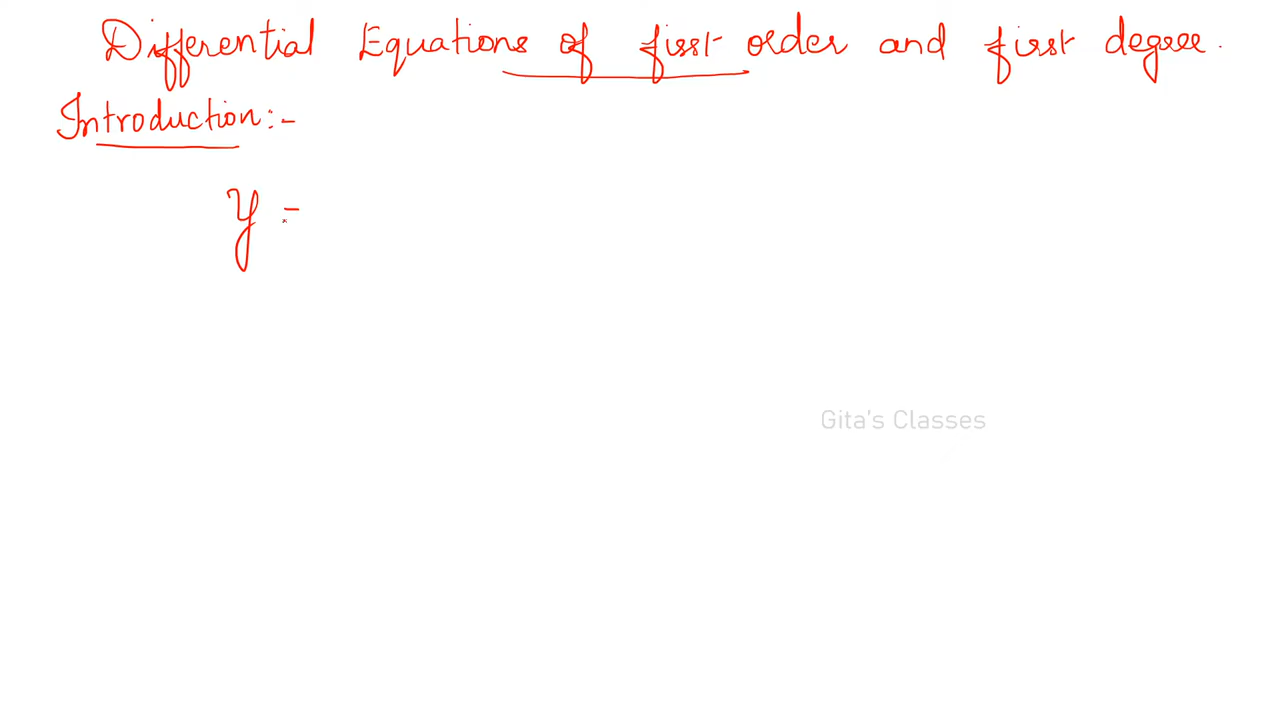 Differential Equations of first order and first degree.
Introduction:-
y =
Gita's Classes